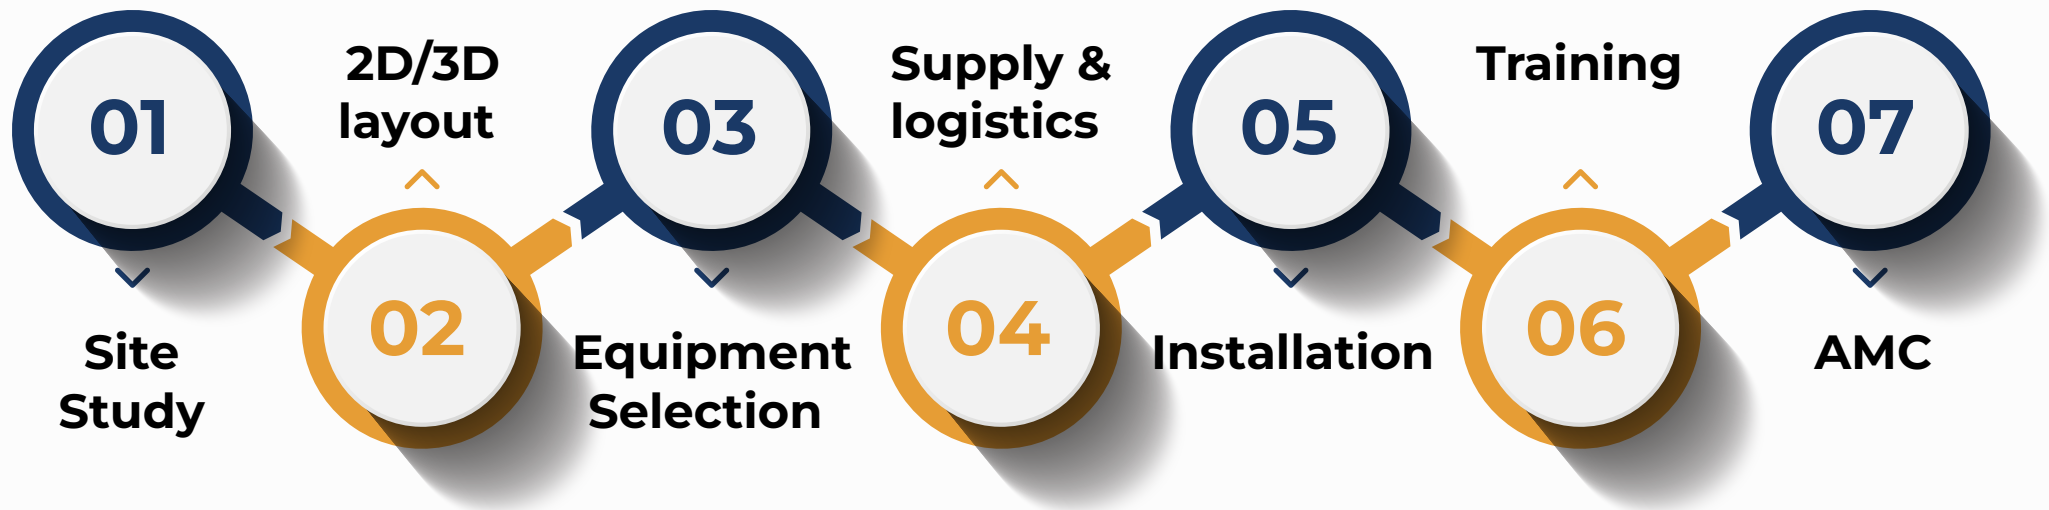 01
Site
Study
2D/3D
layout
02
03
Equipment
Selection
Supply &
logistics
04
05
Installation
Training
06
07
AMC